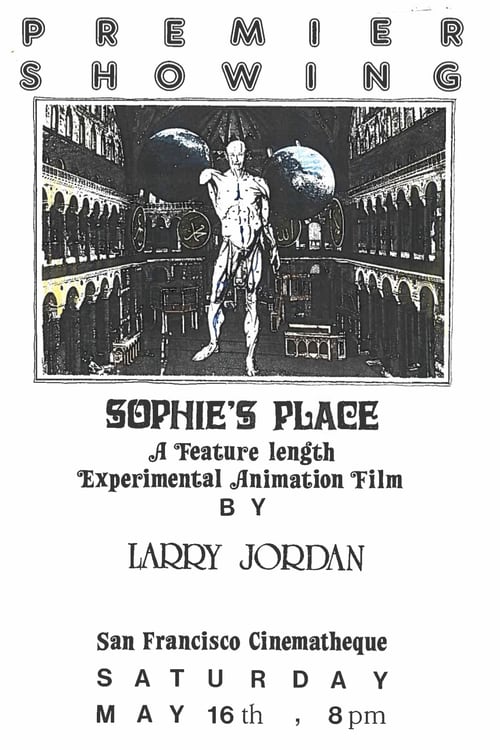 PREMIER
SHOWING
SOPHIE'S PLACE
A Feature length
Experimental Animation Film
BY
LARRY JORDAN
San Francisco Cinematheque
SATURDAY
MAY 16th, 8pm